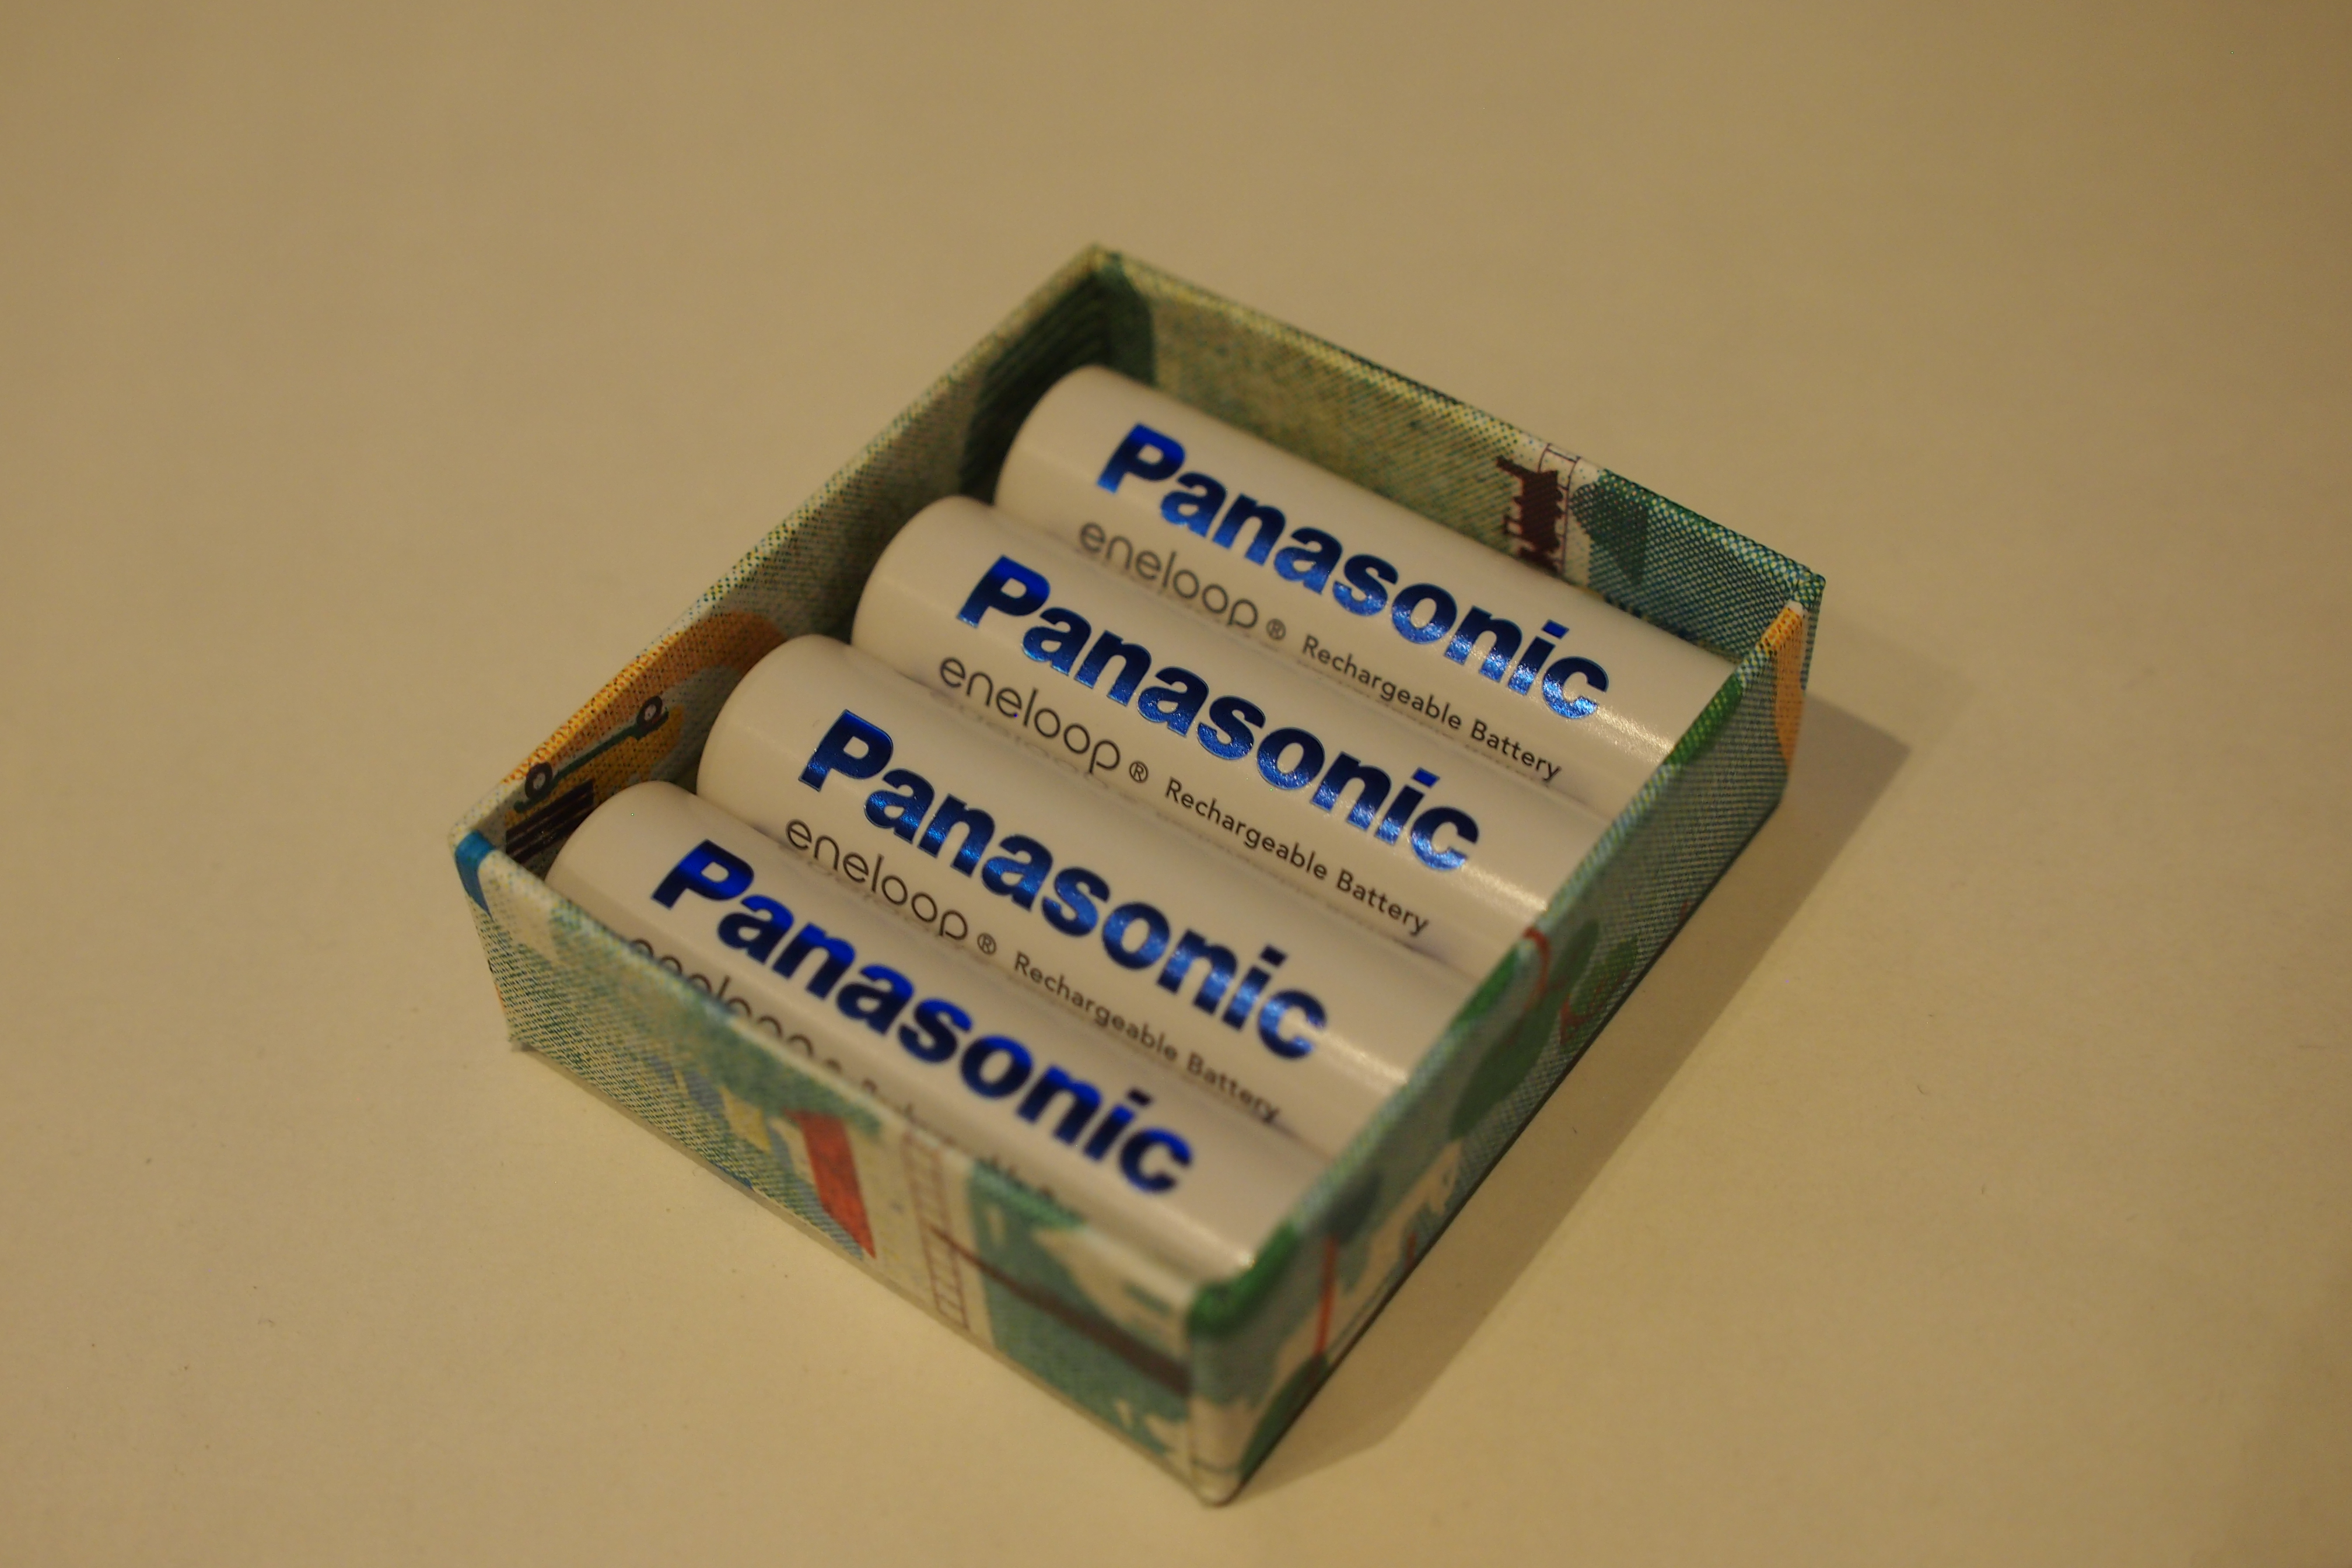 Panasonic
eneloop® Rechargeable Battery
Panasonic
eneloop® Rechargeable Battery
Panasonic
eneloop® Rechargeable Battery
Panasonic